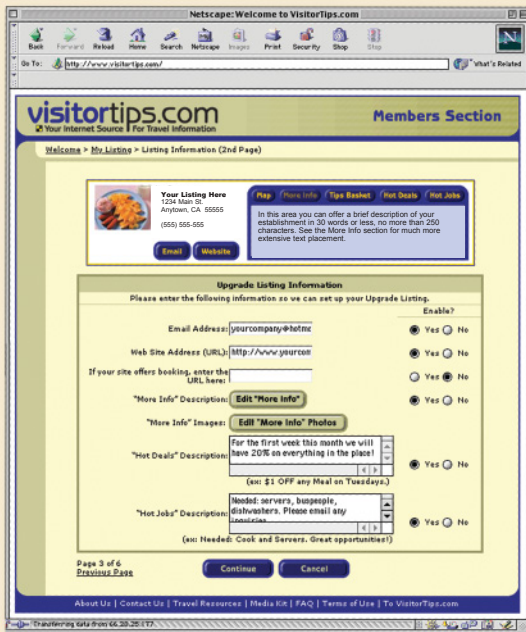 Netscape: Welcome to VisitorTips.com
Back Forward Reload Home Search Netscape Images Print Security Shop Stop
Go To: http://www.visitortips.com/ What's Related
visitortips.com
Your Internet Source For Travel Information
Members Section
Welcome > My Listing > Listing Information (2nd Page)
Your Listing Here
1234 Main St.
Anytown, CA 55555
(555) 555-555
Email Website
Map More Info Tips Basket Hot Deals Hot Jobs
In this area you can offer a brief description of your
establishment in 30 words or less, no more than 250
characters. See the More Info section for much more
extensive text placement.
Upgrade Listing Information
Please enter the following information so we can set up your Upgrade Listing.
Enable?
Email Address: yourcompany@hotmc Yes No
Web Site Address (URL): http://www.yourcom Yes No
If your site offers booking, enter the
URL here: Yes No
"More Info" Description: Edit "More Info" Yes No
"More Info" Images: Edit "More Info" Photos
"Hot Deals" Description: For the first week this month we will
have 20% on everything in the place! Yes No
(ex: $1 OFF any Meal on Tuesdays.)
"Hot Jobs" Description: Needed: servers, buspeople,
dishwashers. Please email any
inquiries Yes No
(ex: Needed: Cook and Servers. Great opportunities!)
Page 3 of 6
Previous Page
Continue Cancel
About Us | Contact Us | Travel Resources | Media Kit | FAQ | Terms of Use | To VisitorTips.com
Transferring data from 66.28.25.177